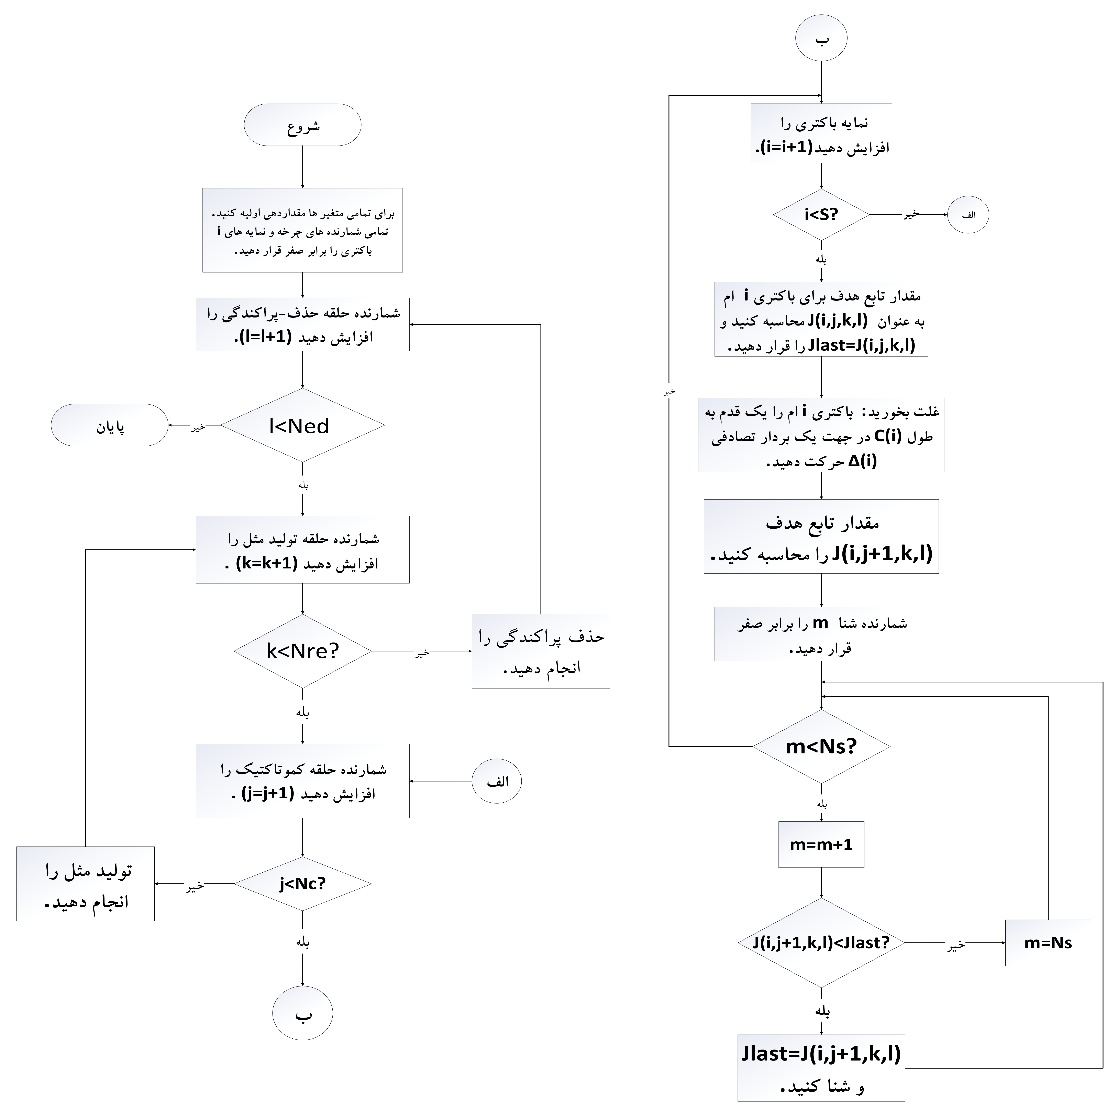 شروع
برای تمامی متغیر ها مقداردهی اولیه کنید.
تمامی شمارنده های چرخه و نمایه های i
باکتری را برابر صفر قرار دهید.
شمارنده حلقه حذف-پراکندگی را
افزایش دهید (l=l+1).
l<Ned
خیر
پایان
بله
شمارنده حلقه تولید مثل را
افزایش دهید (k=k+1) .
k<Nre?
خیر
حذف پراکندگی را
انجام دهید.
بله
شمارنده حلقه کموتاکتیک را
افزایش دهید (j=j+1) .
الف
j<Nc?
خیر
تولید مثل را
انجام دهید.
بله
ب
ب
نمایه باکتری را
افزایش دهید(i=i+1).
i<S?
خیر
الف
بله
مقدار تابع هدف برای باکتری i ام
به عنوان J(i,j,k,l) محاسبه کنید و
Jlast=J(i,j,k,l) را قرار دهید.
غلت بخورید: باکتری i ام را یک قدم به
طول C(i) در جهت یک بردار تصادفی
Δ(i) حرکت دهید.
مقدار تابع هدف
J(i,j+1,k,l) را محاسبه کنید.
شمارنده شنا m را برابر صفر
قرار دهید.
m<Ns?
خیر
بله
m=m+1
J(i,j+1,k,l)<Jlast?
خیر
m=Ns
بله
Jlast=J(i,j+1,k,l)
و شنا کنید.